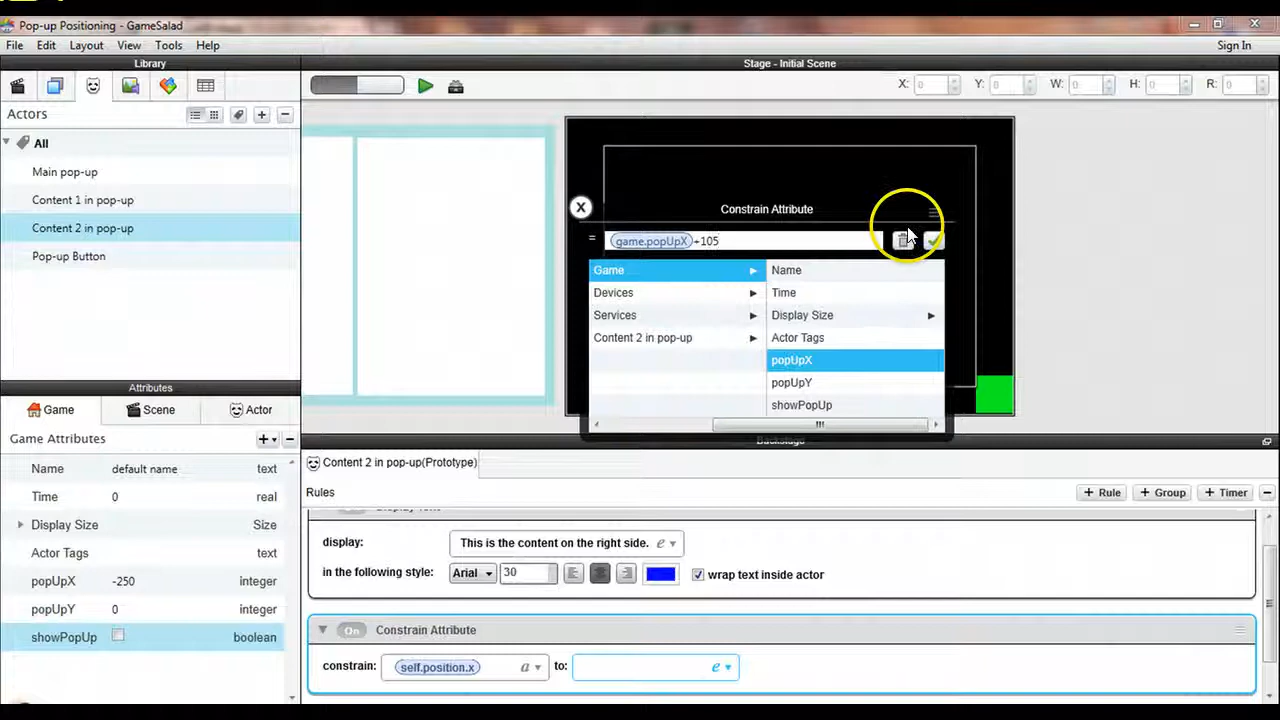 Pop-up Positioning - GameSalad
File Edit Layout View Tools Help Sign In
Library
Stage - Initial Scene
X: 0 Y: 0 W: 0 H: 0 R: 0
Actors
All
Main pop-up
Content 1 in pop-up
Content 2 in pop-up
Pop-up Button
X
Constrain Attribute
= game.popUpX +105
Game
Devices
Services
Content 2 in pop-up
Name
Time
Display Size
Actor Tags
popUpX
popUpY
showPopUp
Attributes
Game Scene Actor
Game Attributes
Name default name text
Time 0 real
Display Size Size
Actor Tags text
popUpX -250 integer
popUpY 0 integer
showPopUp boolean
Backstage
Content 2 in pop-up(Prototype)
Rules
+ Rule + Group + Timer
Display Text
display: This is the content on the right side. e
in the following style: Arial 30 wrap text inside actor
On Constrain Attribute
constrain: self.position.x a to: e